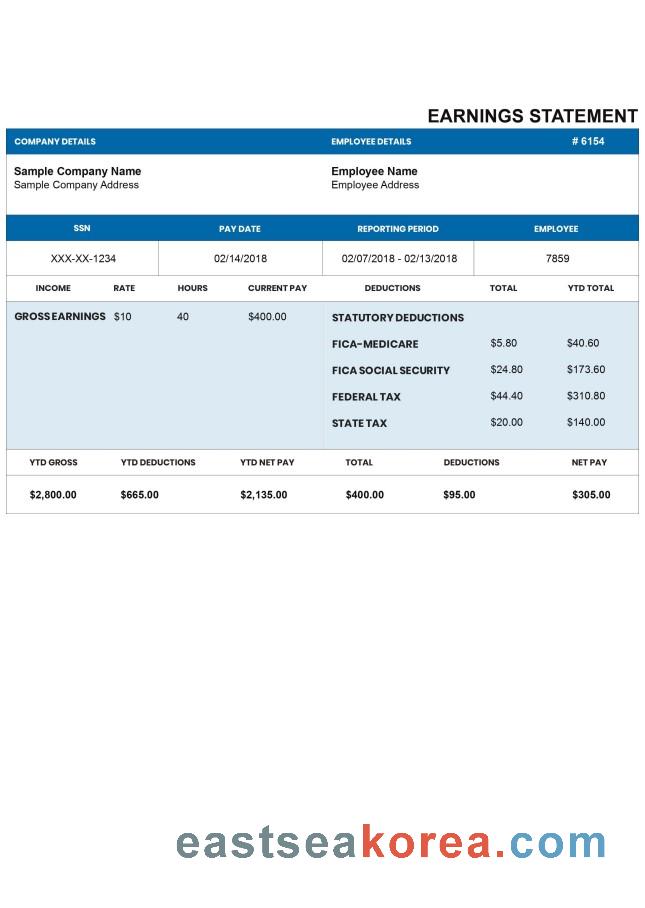 EARNINGS STATEMENT
COMPANY DETAILS EMPLOYEE DETAILS # 6154
Sample Company Name Employee Name
Sample Company Address Employee Address
SSN PAY DATE REPORTING PERIOD EMPLOYEE
XXX-XX-1234 02/14/2018 02/07/2018 - 02/13/2018 7859
INCOME RATE HOURS CURRENT PAY DEDUCTIONS TOTAL YTD TOTAL
GROSS EARNINGS $10 40 $400.00 STATUTORY DEDUCTIONS
FICA-MEDICARE $5.80 $40.60
FICA SOCIAL SECURITY $24.80 $173.60
FEDERAL TAX $44.40 $310.80
STATE TAX $20.00 $140.00
YTD GROSS YTD DEDUCTIONS YTD NET PAY TOTAL DEDUCTIONS NET PAY
$2,800.00 $665.00 $2,135.00 $400.00 $95.00 $305.00
eastseakorea.com